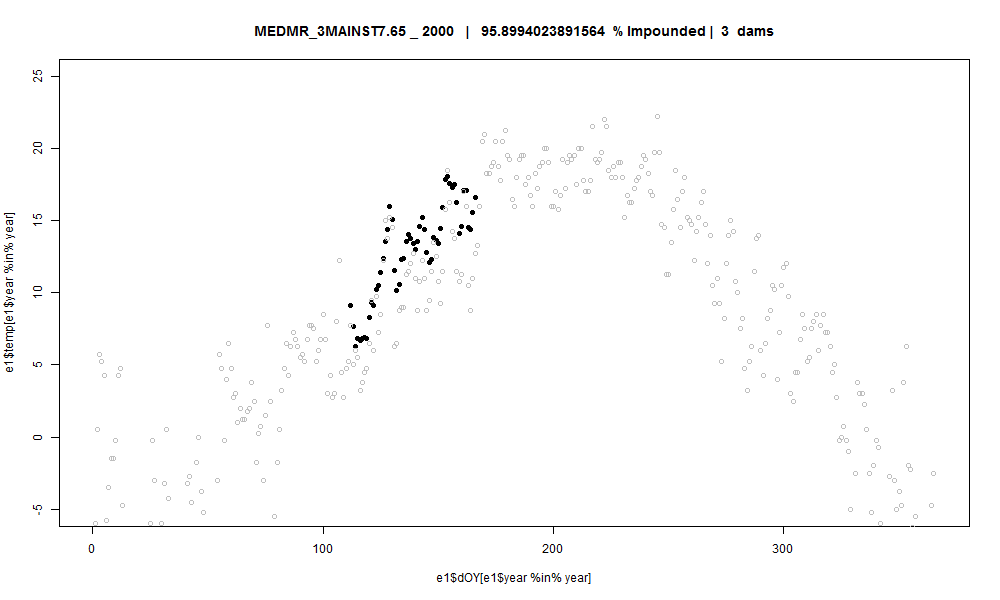 MEDMR_3MAINST7.65 _ 2000 | 95.8994023891564 % Impounded | 3 dams
e1$temp[e1$year %in% year]
25
20
15
10
5
0
-5
0 100 200 300
e1$dOY[e1$year %in% year]